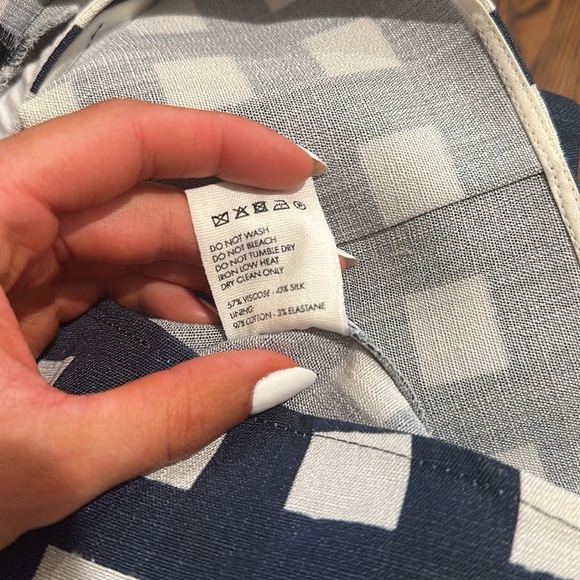 DO NOT WASH
DO NOT BLEACH
DO NOT TUMBLE DRY
IRON LOW HEAT
DRY CLEAN ONLY
57% VISCOSE - 43% SILK
LINING
97% COTTON - 3% ELASTANE